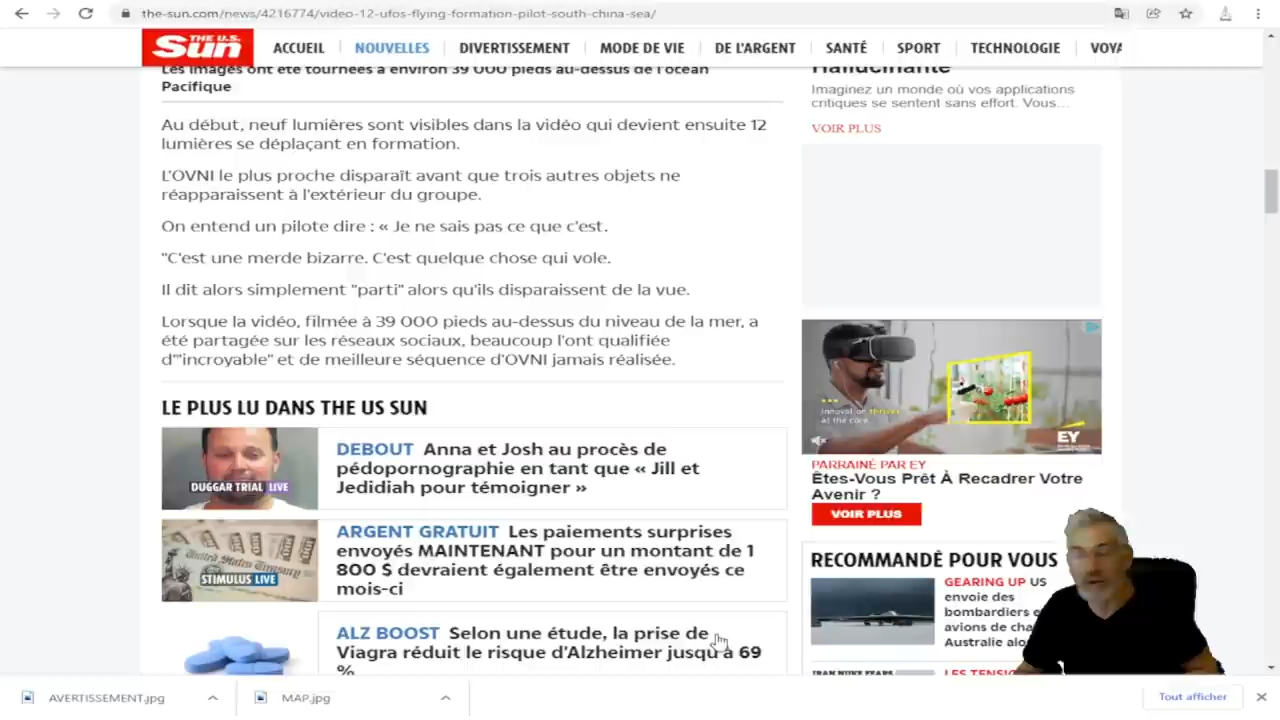 the-sun.com/news/4216774/video-12-ufos-flying-formation-pilot-south-china-sea/
THE U.S.
Sun
ACCUEIL
NOUVELLES
DIVERTISSEMENT
MODE DE VIE
DE L'ARGENT
SANTÉ
SPORT
TECHNOLOGIE
VOYA
Les images ont été tournées à environ 39 000 pieds au-dessus de l'océan
Pacifique
Au début, neuf lumières sont visibles dans la vidéo qui devient ensuite 12
lumières se déplaçant en formation.
L'OVNI le plus proche disparaît avant que trois autres objets ne
réapparaissent à l'extérieur du groupe.
On entend un pilote dire : « Je ne sais pas ce que c'est.
"C'est une merde bizarre. C'est quelque chose qui vole.
Il dit alors simplement "parti" alors qu'ils disparaissent de la vue.
Lorsque la vidéo, filmée à 39 000 pieds au-dessus du niveau de la mer, a
été partagée sur les réseaux sociaux, beaucoup l'ont qualifiée
d'"incroyable" et de meilleure séquence d'OVNI jamais réalisée.
LE PLUS LU DANS THE US SUN
DUGGAR TRIAL LIVE
DEBOUT Anna et Josh au procès de
pédopornographie en tant que « Jill et
Jedidiah pour témoigner »
United States Treasury
STIMULUS LIVE
ARGENT GRATUIT Les paiements surprises
envoyés MAINTENANT pour un montant de 1
800 $ devraient également être envoyés ce
mois-ci
ALZ BOOST Selon une étude, la prise de
Viagra réduit le risque d'Alzheimer jusqu'à 69
%
Hallucinante
Imaginez un monde où vos applications
critiques se sentent sans effort. Vous...
VOIR PLUS
at the core.
EY
PARRAINÉ PAR EY
Êtes-Vous Prêt À Recadrer Votre
Avenir ?
VOIR PLUS
RECOMMANDÉ POUR VOUS
GEARING UP US
envoie des
bombardiers
avions de cha
Australie alo
LES TENSIO
AVERTISSEMENT.jpg
MAP.jpg
Tout afficher